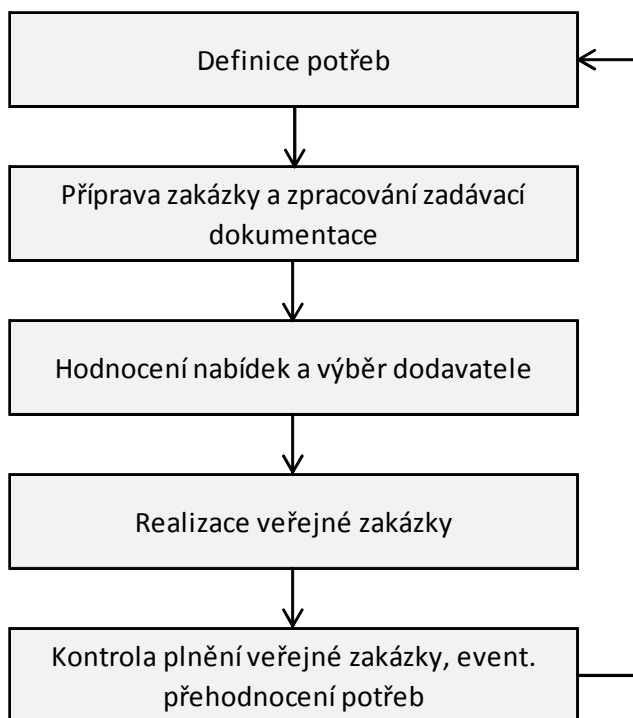 Definice potřeb
Příprava zakázky a zpracování zadávací
dokumentace
Hodnocení nabídek a výběr dodavatele
Realizace veřejné zakázky
Kontrola plnění veřejné zakázky, event.
přehodnocení potřeb